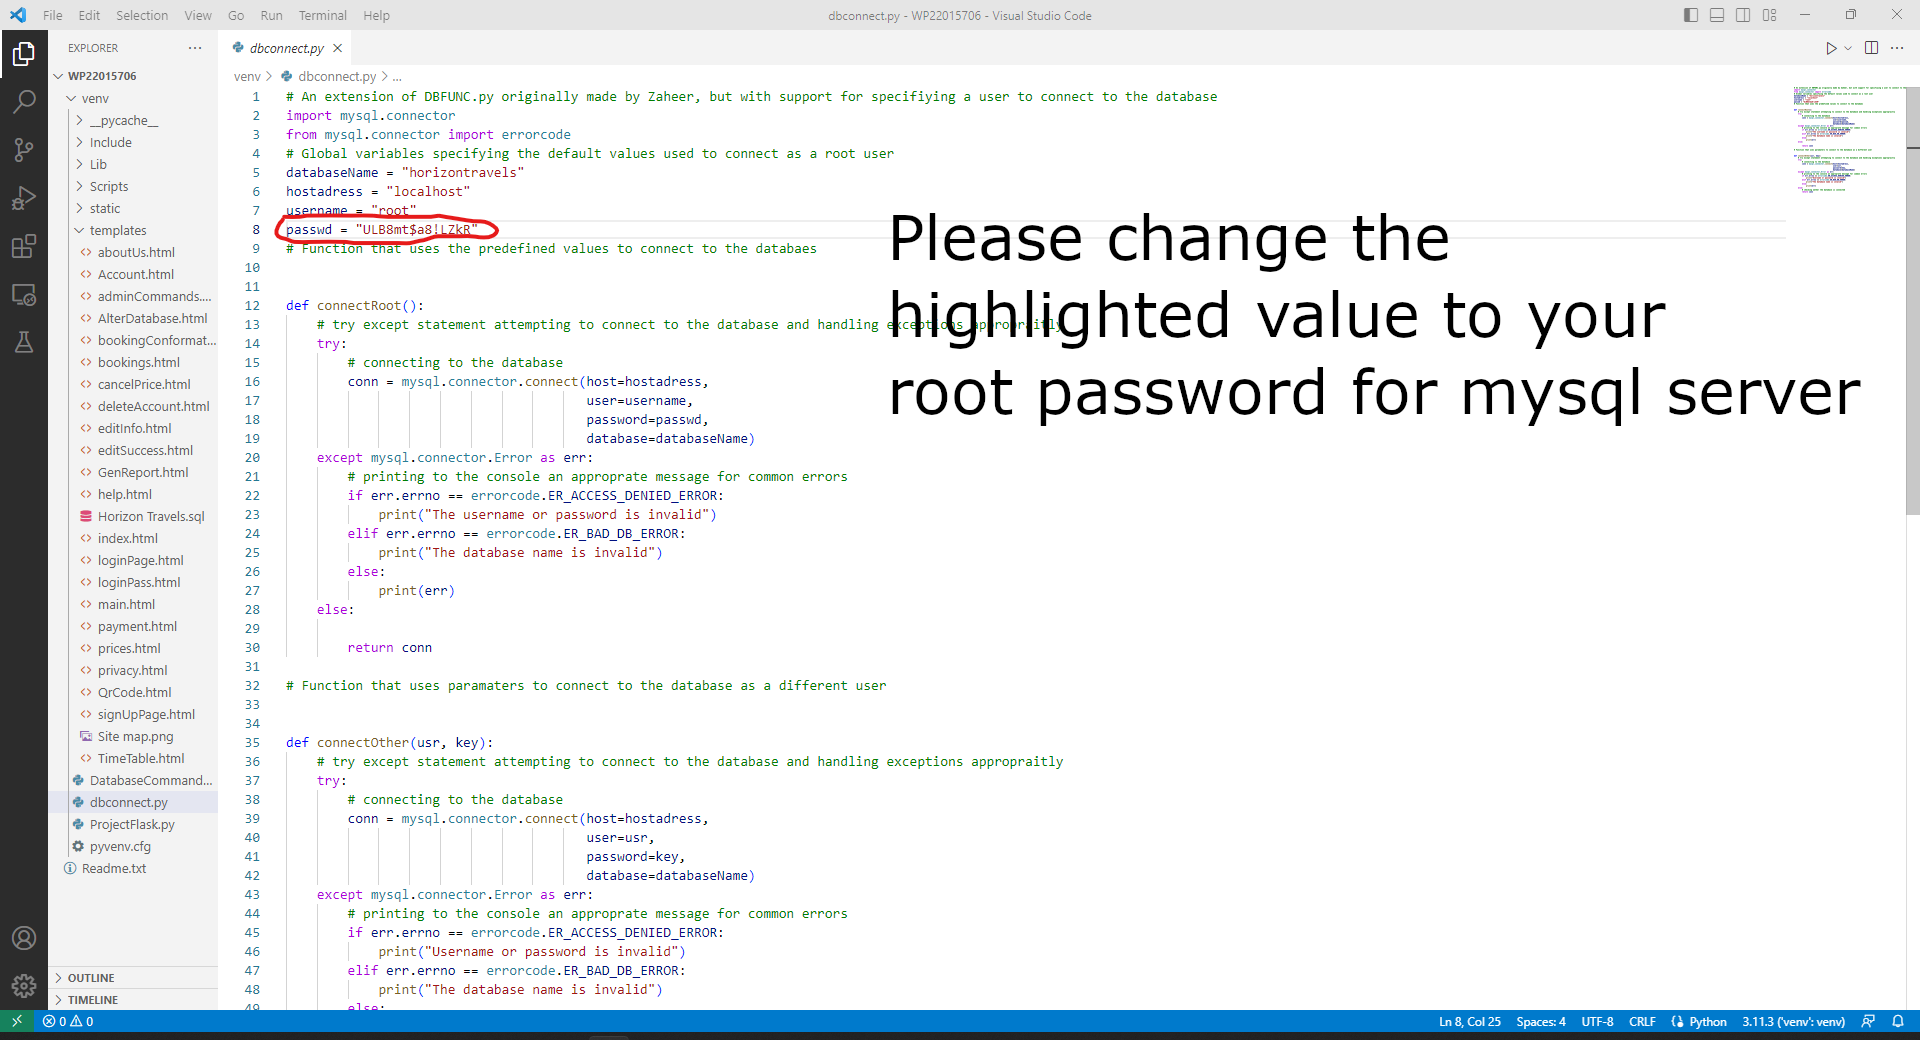 File Edit Selection View Go Run Terminal Help
dbconnect.py - WP22015706 - Visual Studio Code
EXPLORER
WP22015706
venv
__pycache__
Include
Lib
Scripts
static
templates
aboutUs.html
Account.html
adminCommands....
AlterDatabase.html
bookingConformat...
bookings.html
cancelPrice.html
deleteAccount.html
editInfo.html
editSuccess.html
GenReport.html
help.html
Horizon Travels.sql
index.html
loginPage.html
loginPass.html
main.html
payment.html
prices.html
privacy.html
QrCode.html
signUpPage.html
Site map.png
TimeTable.html
DatabaseCommand...
dbconnect.py
ProjectFlask.py
pyvenv.cfg
Readme.txt
OUTLINE
TIMELINE
dbconnect.py
venv > dbconnect.py > ...
1 # An extension of DBFUNC.py originally made by Zaheer, but with support for specifiying a user to connect to the database
2 import mysql.connector
3 from mysql.connector import errorcode
4 # Global variables specifying the default values used to connect as a root user
5 databaseName = "horizontravels"
6 hostadress = "localhost"
7 username = "root"
8 passwd = "ULB8mt$a8!LZkR"
9 # Function that uses the predefined values to connect to the databaes
10
11
12 def connectRoot():
13 # try except statement attempting to connect to the database and handling exceptions appropraitly
14 try:
15 # connecting to the database
16 conn = mysql.connector.connect(host=hostadress,
17 user=username,
18 password=passwd,
19 database=databaseName)
20 except mysql.connector.Error as err:
21 # printing to the console an approprate message for common errors
22 if err.errno == errorcode.ER_ACCESS_DENIED_ERROR:
23 print("The username or password is invalid")
24 elif err.errno == errorcode.ER_BAD_DB_ERROR:
25 print("The database name is invalid")
26 else:
27 print(err)
28 else:
29
30 return conn
31
32 # Function that uses paramaters to connect to the database as a different user
33
34
35 def connectOther(usr, key):
36 # try except statement attempting to connect to the database and handling exceptions appropraitly
37 try:
38 # connecting to the database
39 conn = mysql.connector.connect(host=hostadress,
40 user=usr,
41 password=key,
42 database=databaseName)
43 except mysql.connector.Error as err:
44 # printing to the console an approprate message for common errors
45 if err.errno == errorcode.ER_ACCESS_DENIED_ERROR:
46 print("Username or password is invalid")
47 elif err.errno == errorcode.ER_BAD_DB_ERROR:
48 print("The database name is invalid")
49 else:
Please change the
highlighted value to your
root password for mysql server
0 0
Ln 8, Col 25 Spaces: 4 UTF-8 CRLF Python 3.11.3 ('venv': venv)